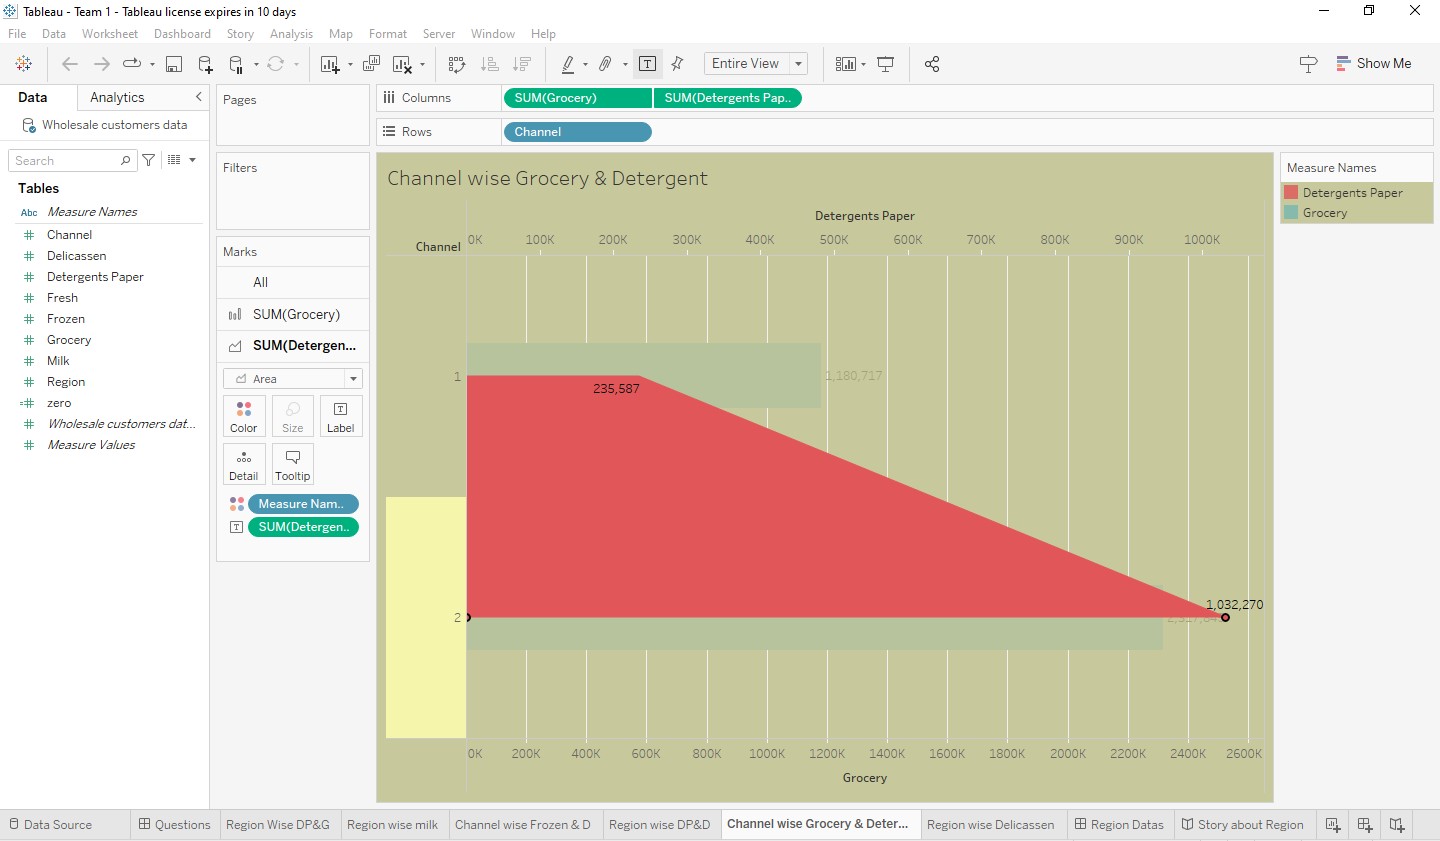 Tableau - Team 1 - Tableau license expires in 10 days
File Data Worksheet Dashboard Story Analysis Map Format Server Window Help
Entire View
Show Me
Data Analytics
Wholesale customers data
Search
Tables
Abc Measure Names
Channel
Delicassen
Detergents Paper
Fresh
Frozen
Grocery
Milk
Region
zero
Wholesale customers dat...
Measure Values
Pages
Filters
Marks
All
SUM(Grocery)
SUM(Detergen...
Area
Color Size Label
Detail Tooltip
Measure Nam..
SUM(Detergen..
Columns SUM(Grocery) SUM(Detergents Pap..
Rows Channel
Channel wise Grocery & Detergent
Detergents Paper
Channel 0K 100K 200K 300K 400K 500K 600K 700K 800K 900K 1000K
1 1,180,717
235,587
1,032,270
2
0K 200K 400K 600K 800K 1000K 1200K 1400K 1600K 1800K 2000K 2200K 2400K 2600K
Grocery
Measure Names
Detergents Paper
Grocery
Data Source Questions Region Wise DP&G Region wise milk Channel wise Frozen & D Region wise DP&D Channel wise Grocery & Deter... Region wise Delicassen Region Datas Story about Region